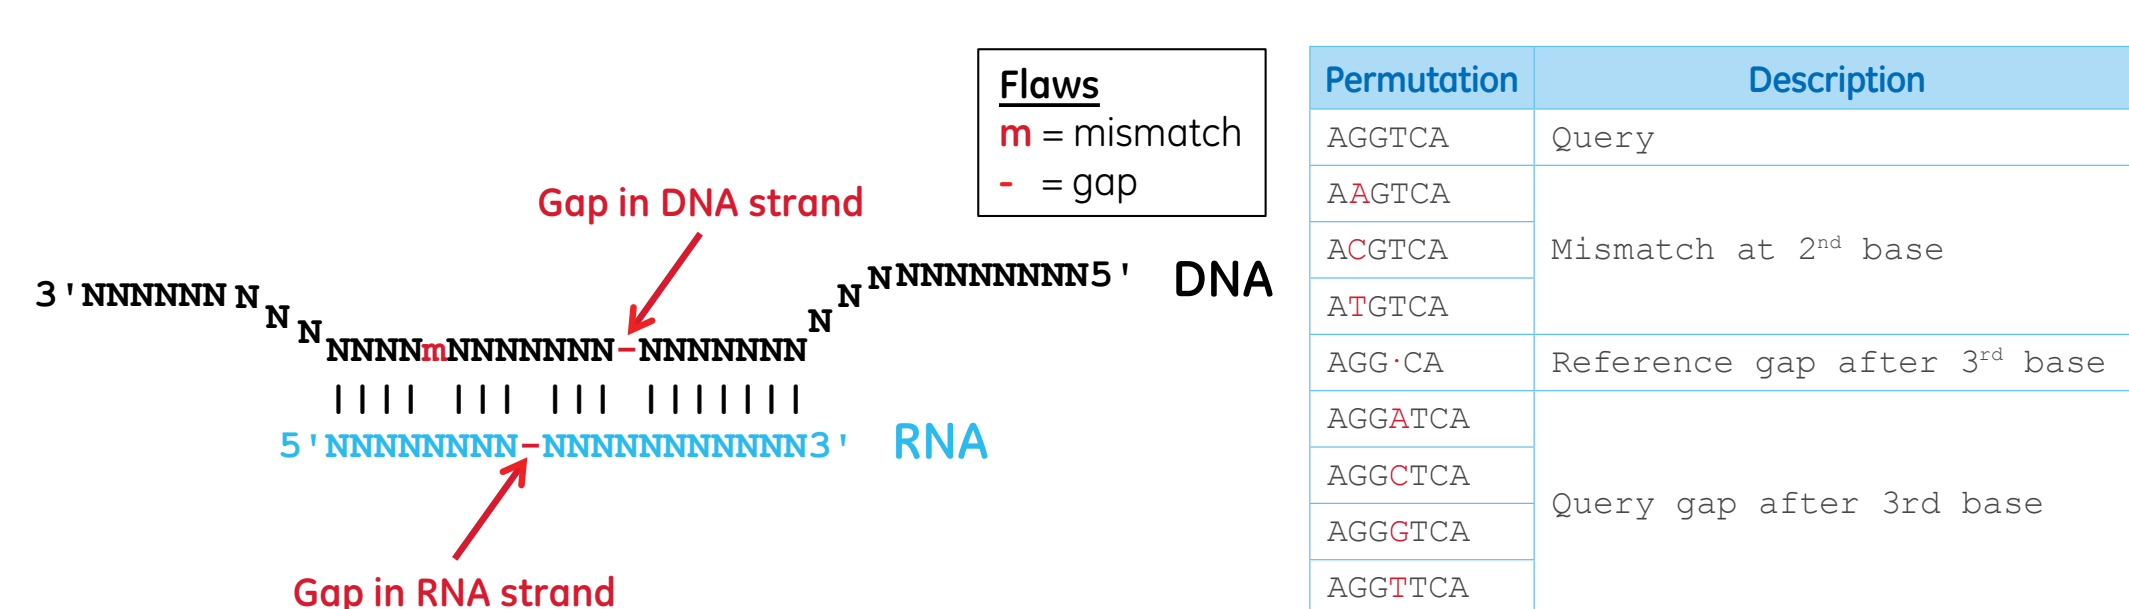 Flaws
m = mismatch
- = gap
Gap in DNA strand
3'NNNNNN N N N NNNNmNNNNNNN-NNNNNNN N N NNNNNNNNN5' DNA
5'NNNNNNNN-NNNNNNNNNNN3' RNA
Gap in RNA strand
Permutation Description
AGGTCA Query
AAGTCA
ACGTCA Mismatch at 2nd base
ATGTCA
AGG·CA Reference gap after 3rd base
AGGATCA
AGGCTCA
Query gap after 3rd base
AGGGTCA
AGGTTCA